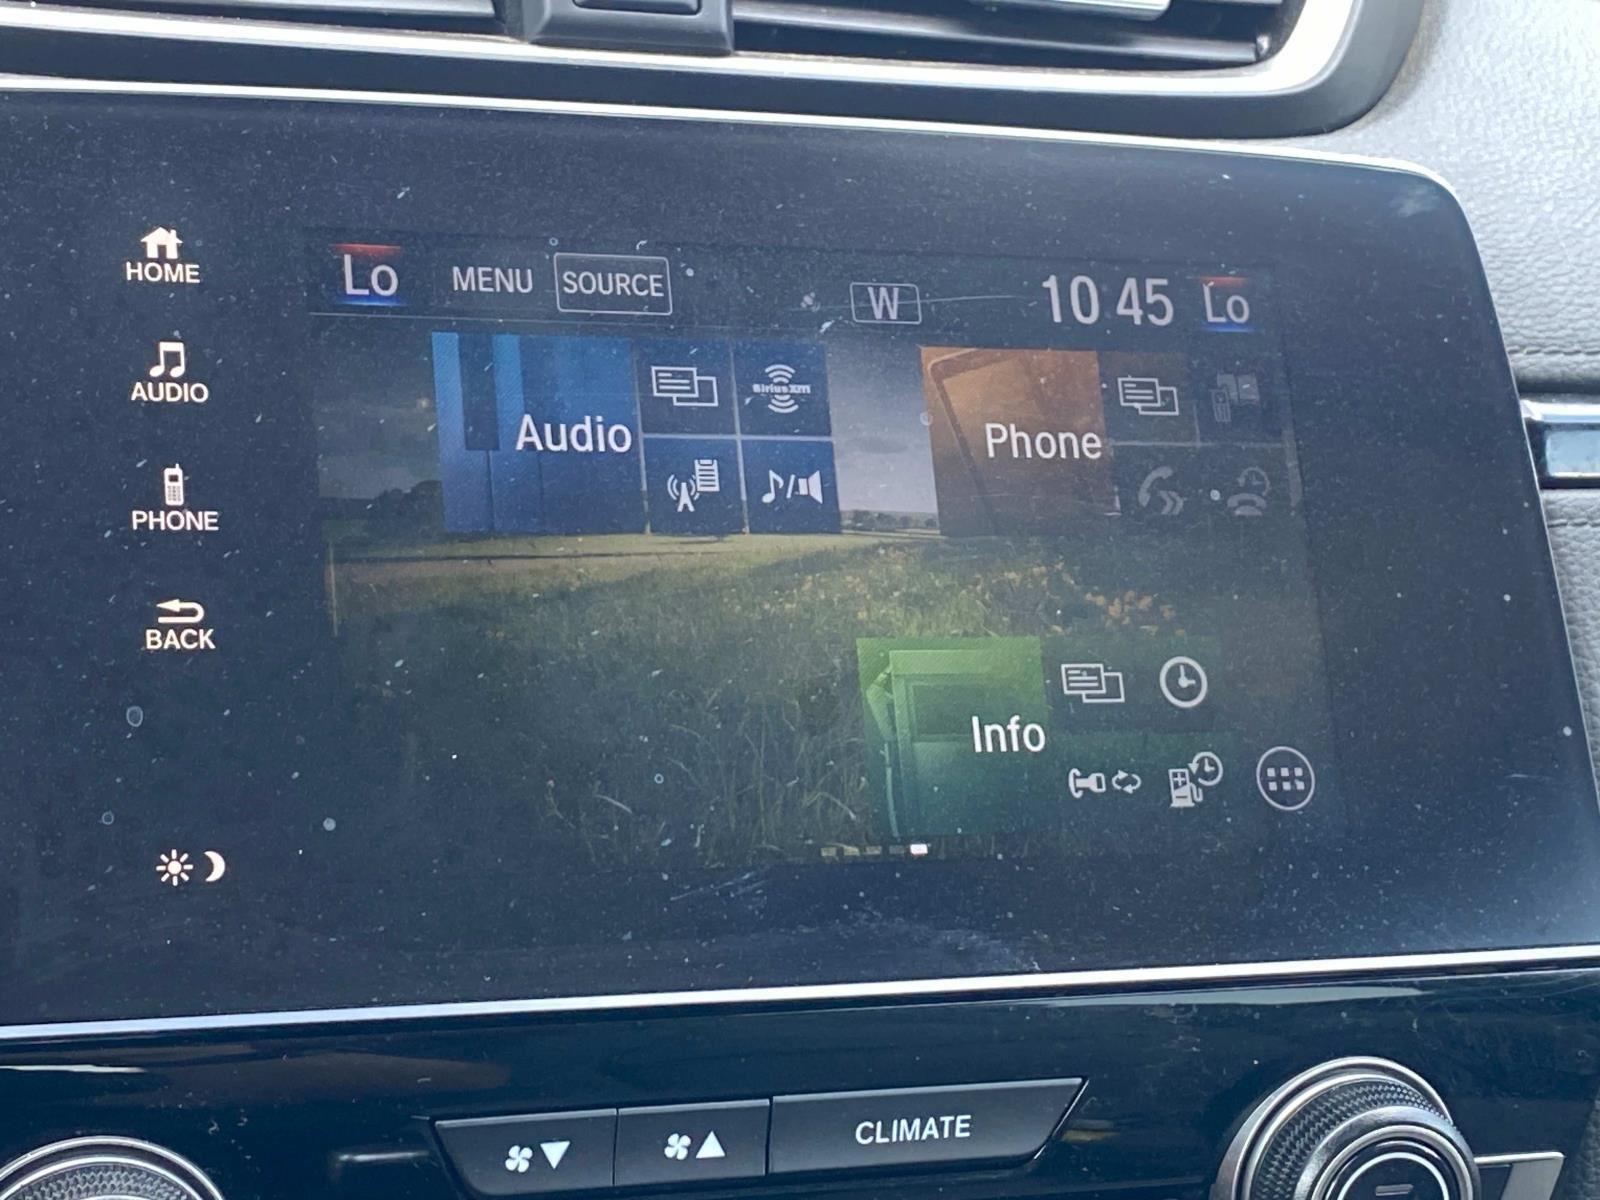 HOME
AUDIO
PHONE
BACK
Lo MENU SOURCE W 10 45 Lo
Audio
SiriusXM
Phone
Info
CLIMATE